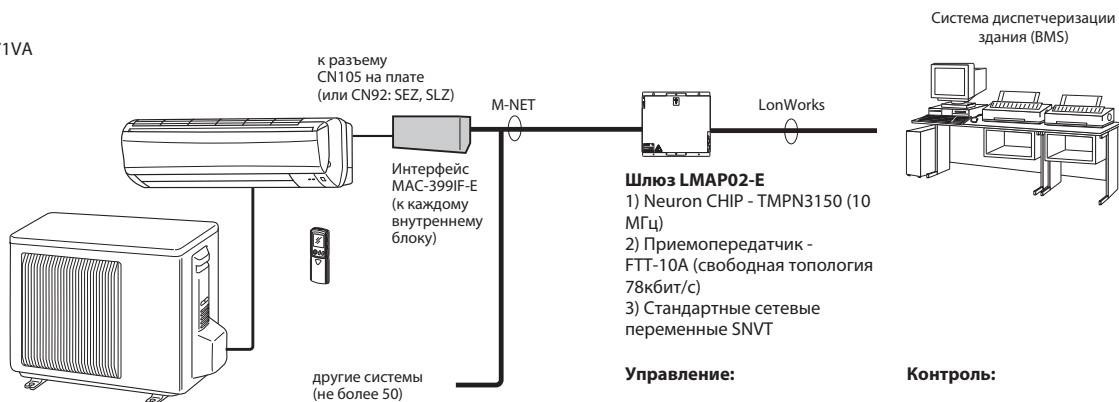 Система диспетчеризации
здания (BMS)
1VA
к разъему
CN105 на плате
(или CN92: SEZ, SLZ)
M-NET
LonWorks
Интерфейс
MAC-399IF-E
(к каждому
внутреннему
блоку)
Шлюз LMAP02-E
1) Neuron CHIP - TMPN3150 (10
МГц)
2) Приемопередатчик -
FTT-10A (свободная топология
78кбит/с)
3) Стандартные сетевые
переменные SNVT
другие системы
(не более 50)
Управление:
Контроль: